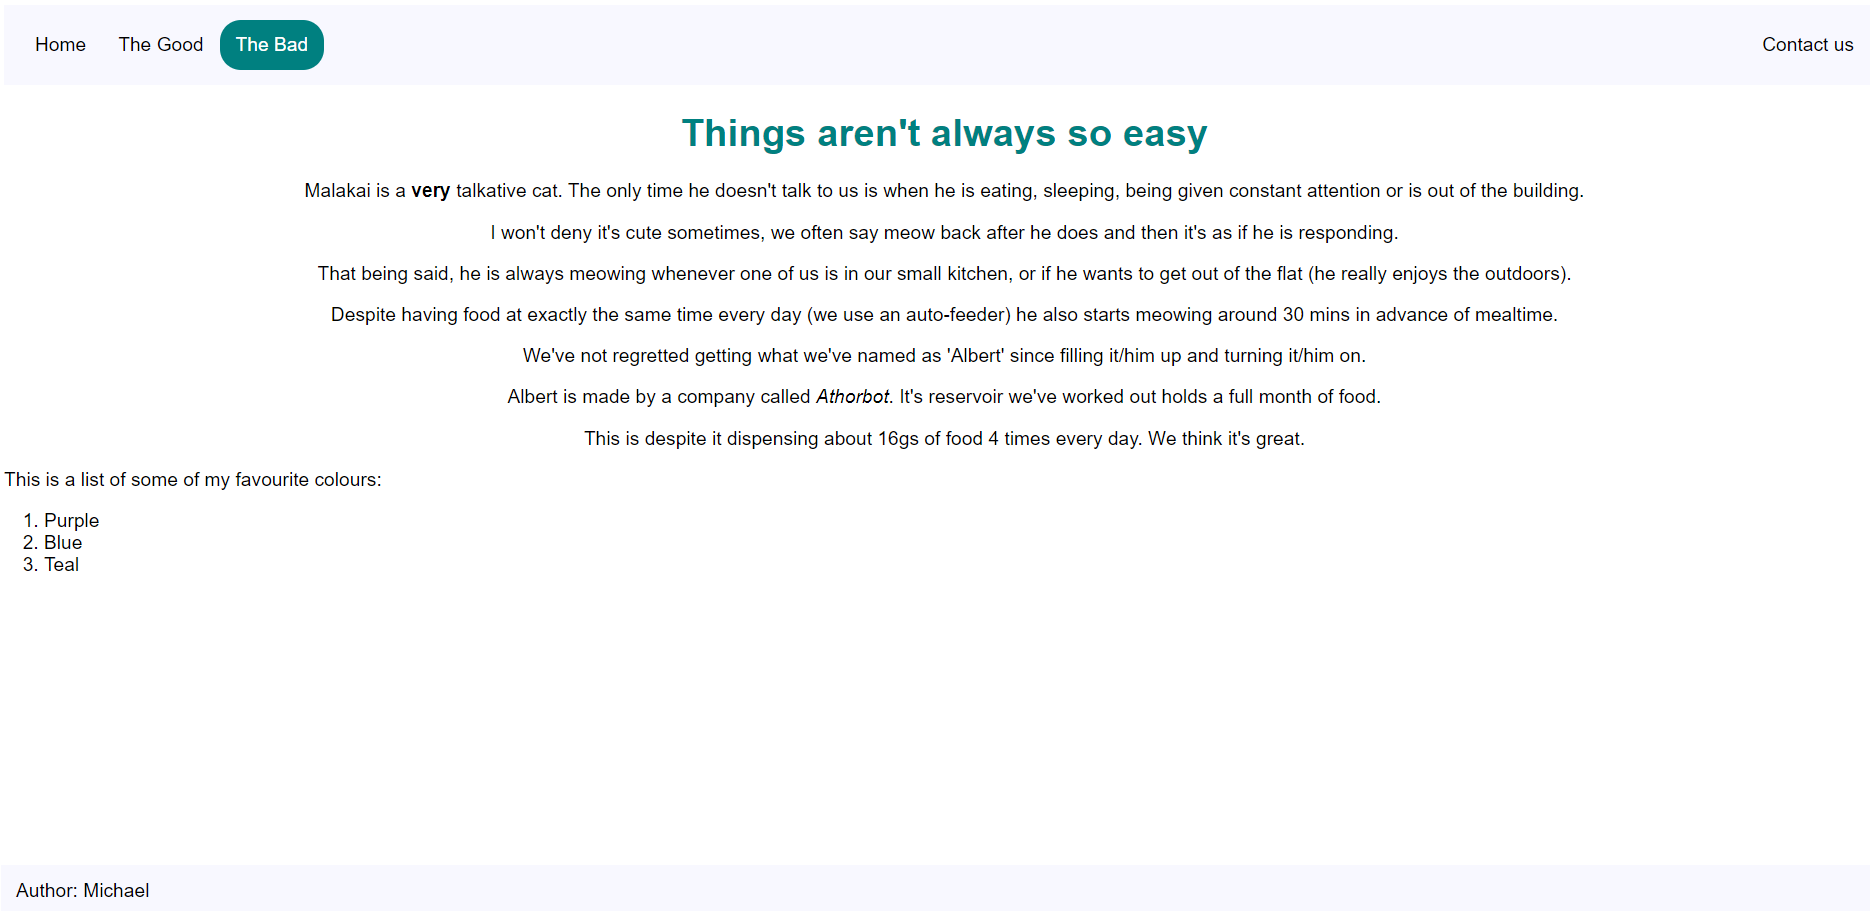 Home The Good The Bad Contact us
Things aren't always so easy
Malakai is a very talkative cat. The only time he doesn't talk to us is when he is eating, sleeping, being given constant attention or is out of the building.
I won't deny it's cute sometimes, we often say meow back after he does and then it's as if he is responding.
That being said, he is always meowing whenever one of us is in our small kitchen, or if he wants to get out of the flat (he really enjoys the outdoors).
Despite having food at exactly the same time every day (we use an auto-feeder) he also starts meowing around 30 mins in advance of mealtime.
We've not regretted getting what we've named as 'Albert' since filling it/him up and turning it/him on.
Albert is made by a company called Athorbot. It's reservoir we've worked out holds a full month of food.
This is despite it dispensing about 16gs of food 4 times every day. We think it's great.
This is a list of some of my favourite colours:
1. Purple
2. Blue
3. Teal
Author: Michael